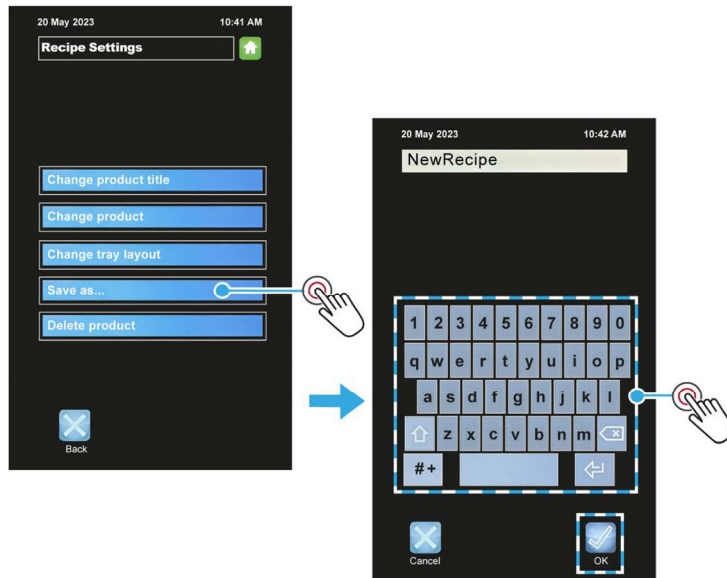 20 May 2023 10:41 AM
Recipe Settings
Change product title
Change product
Change tray layout
Save as...
Delete product
Back
20 May 2023 10:42 AM
NewRecipe
1 2 3 4 5 6 7 8 9 0
q w e r t y u i o p
a s d f g h j k l
z x c v b n m
#+
Cancel OK